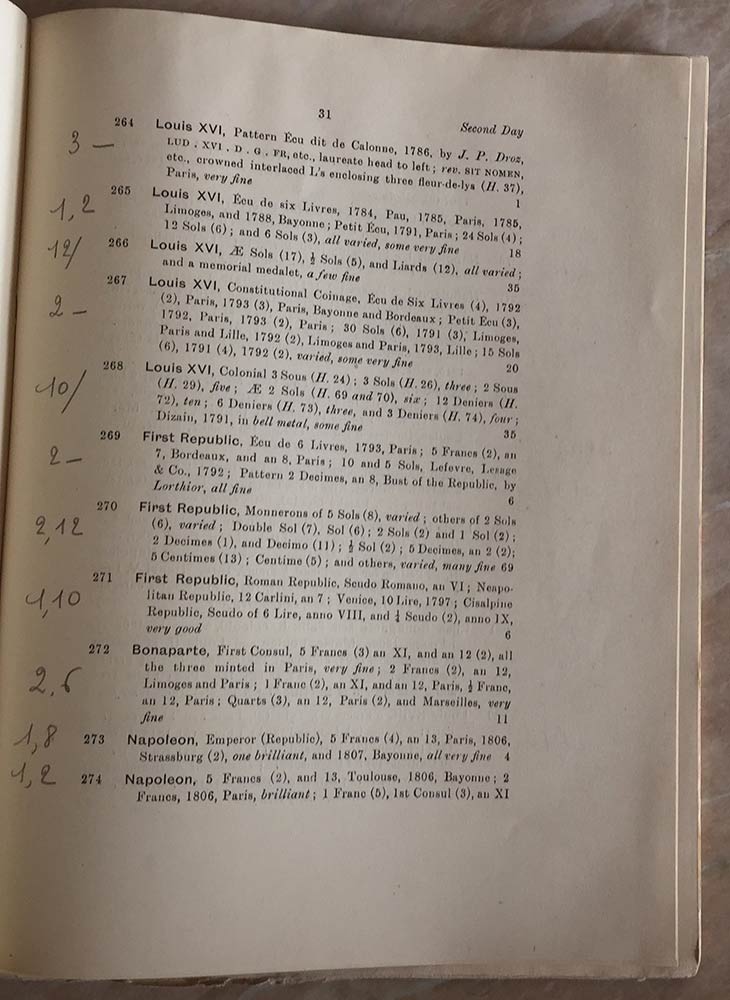 31
Second Day
3 — 264 Louis XVI, Pattern Écu dit de Calonne, 1786, by J. P. Droz,
LUD . XVI . D . G . FR, etc., laureate head to left ; rev. SIT NOMEN,
etc., crowned interlaced L's enclosing three fleur-de-lys (H. 37),
Paris, very fine 1
1,2 265 Louis XVI, Écu de six Livres, 1784, Pau, 1785, Paris, 1785,
Limoges, and 1788, Bayonne ; Petit Écu, 1791, Paris ; 24 Sols (4) ;
12 Sols (6) ; and 6 Sols (3), all varied, some very fine 18
12/ 266 Louis XVI, Æ Sols (17), ½ Sols (5), and Liards (12), all varied ;
and a memorial medalet, a few fine 35
2 — 267 Louis XVI, Constitutional Coinage, Écu de Six Livres (4), 1792
(2), Paris, 1793 (3), Paris, Bayonne and Bordeaux ; Petit Écu (3),
1792, Paris, 1793 (2), Paris ; 30 Sols (6), 1791 (3), Limoges,
Paris and Lille, 1792 (2), Limoges and Paris, 1793, Lille ; 15 Sols
(6), 1791 (4), 1792 (2), varied, some very fine 20
10/ 268 Louis XVI, Colonial 3 Sous (H. 24) ; 3 Sols (H. 26), three ; 2 Sous
(H. 29), five ; Æ 2 Sols (H. 69 and 70), six ; 12 Deniers (H.
72), ten ; 6 Deniers (H. 73), three, and 3 Deniers (H. 74), four ;
Dizain, 1791, in bell metal, some fine 35
2 — 269 First Republic, Écu de 6 Livres, 1793, Paris ; 5 Francs (2), an
7, Bordeaux, and an 8, Paris ; 10 and 5 Sols, Lefevre, Lesage
& Co., 1792 ; Pattern 2 Decimes, an 8, Bust of the Republic, by
Lorthior, all fine 6
2,12 270 First Republic, Monnerons of 5 Sols (8), varied ; others of 2 Sols
(6), varied ; Double Sol (7), Sol (6) ; 2 Sols (2) and 1 Sol (2) ;
2 Decimes (1), and Decimo (11) ; ½ Sol (2) ; 5 Decimes, an 2 (2);
5 Centimes (13) ; Centime (5) ; and others, varied, many fine 69
1,10 271 First Republic, Roman Republic, Scudo Romano, an VI ; Neapo-
litan Republic, 12 Carlini, an 7 ; Venice, 10 Lire, 1797 ; Cisalpine
Republic, Scudo of 6 Lire, anno VIII, and ¼ Scudo (2), anno IX,
very good 6
2,6 272 Bonaparte, First Consul, 5 Francs (3) an XI, and an 12 (2), all
the three minted in Paris, very fine ; 2 Francs (2), an 12,
Limoges and Paris ; 1 Franc (2), an XI, and an 12, Paris, ½ Franc,
an 12, Paris ; Quarts (3), an 12, Paris (2), and Marseilles, very
fine 11
1,8 273 Napoleon, Emperor (Republic), 5 Francs (4), an 13, Paris, 1806,
Strassburg (2), one brilliant, and 1807, Bayonne, all very fine 4
1,2 274 Napoleon, 5 Francs (2), and 13, Toulouse, 1806, Bayonne ; 2
Francs, 1806, Paris, brilliant ; 1 Franc (5), 1st Consul (3), an XI